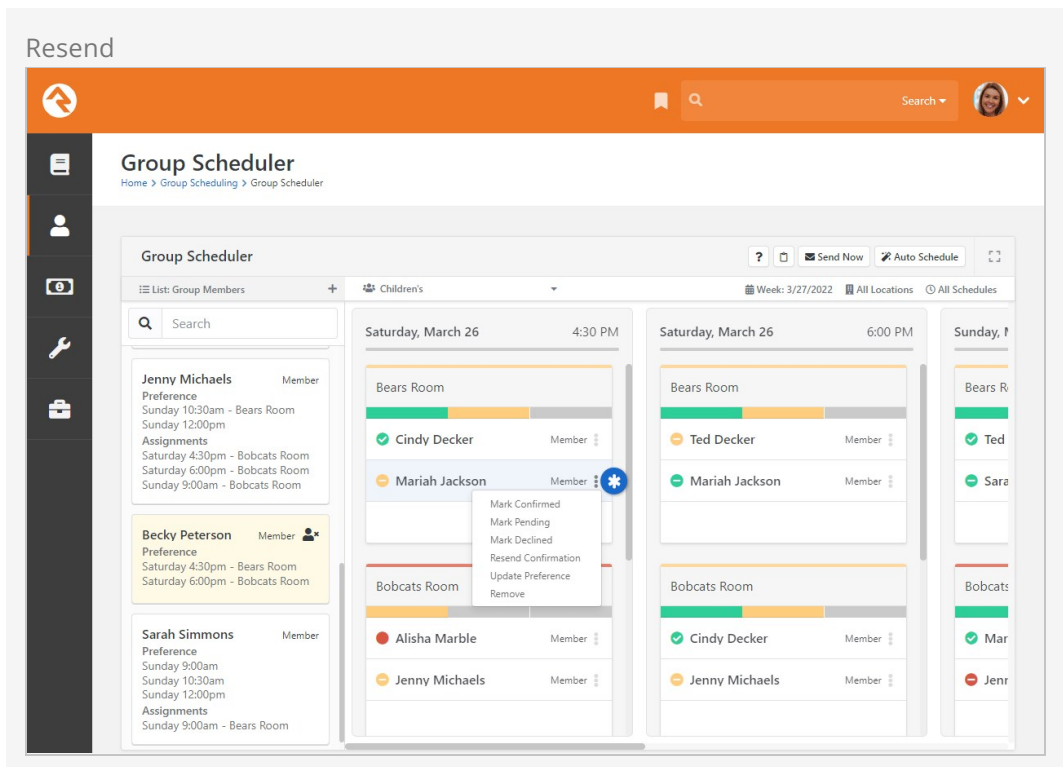 Resend
Search
Group Scheduler
Home > Group Scheduling > Group Scheduler
Group Scheduler
? Send Now Auto Schedule
List: Group Members + Children's Week: 3/27/2022 All Locations All Schedules
Search
Jenny Michaels Member
Preference
Sunday 10:30am - Bears Room
Sunday 12:00pm
Assignments
Saturday 4:30pm - Bobcats Room
Saturday 6:00pm - Bobcats Room
Sunday 9:00am - Bobcats Room
Becky Peterson Member
Preference
Saturday 4:30pm - Bears Room
Saturday 6:00pm - Bobcats Room
Sarah Simmons Member
Preference
Sunday 9:00am
Sunday 10:30am
Sunday 12:00pm
Assignments
Sunday 9:00am - Bears Room
Saturday, March 26 4:30 PM
Bears Room
Cindy Decker Member
Mariah Jackson Member
Mark Confirmed
Mark Pending
Mark Declined
Resend Confirmation
Update Preference
Remove
Bobcats Room
Alisha Marble Member
Jenny Michaels Member
Saturday, March 26 6:00 PM
Bears Room
Ted Decker Member
Mariah Jackson Member
Bobcats Room
Cindy Decker Member
Jenny Michaels Member
Sunday,
Bears
Ted
Sara
Bobcats
Mar
Jenn